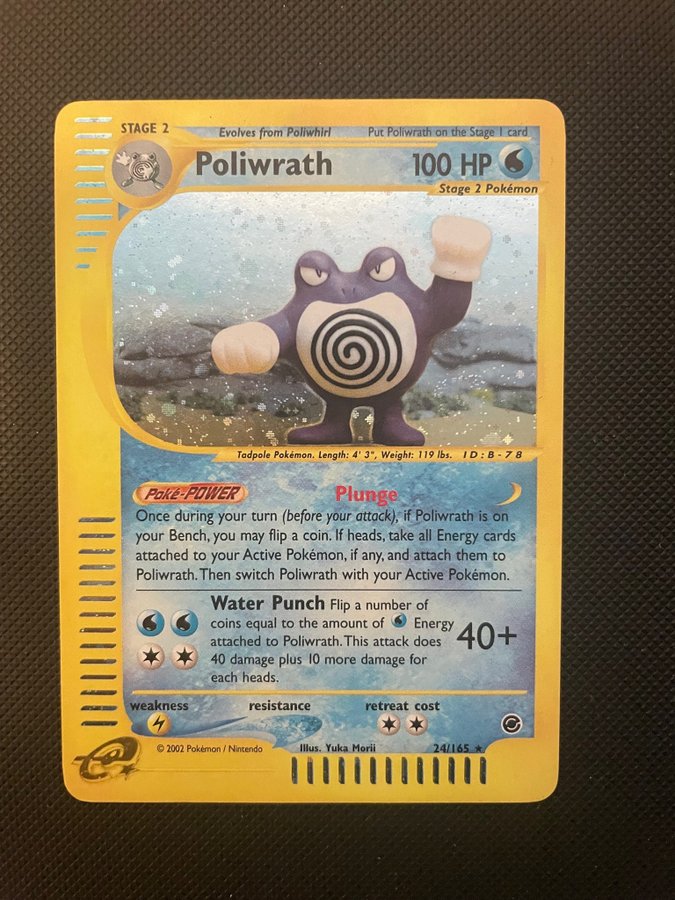 STAGE 2 Evolves from Poliwhirl Put Poliwrath on the Stage 1 card
Poliwrath 100 HP
Stage 2 Pokémon
Tadpole Pokémon. Length: 4' 3", Weight: 119 lbs. ID: B-78
Poké-POWER Plunge
Once during your turn (before your attack), if Poliwrath is on
your Bench, you may flip a coin. If heads, take all Energy cards
attached to your Active Pokémon, if any, and attach them to
Poliwrath. Then switch Poliwrath with your Active Pokémon.
Water Punch Flip a number of
coins equal to the amount of Energy
attached to Poliwrath. This attack does
40 damage plus 10 more damage for
each heads.
40+
weakness resistance retreat cost
© 2002 Pokémon / Nintendo Illus. Yuka Morii 24/165